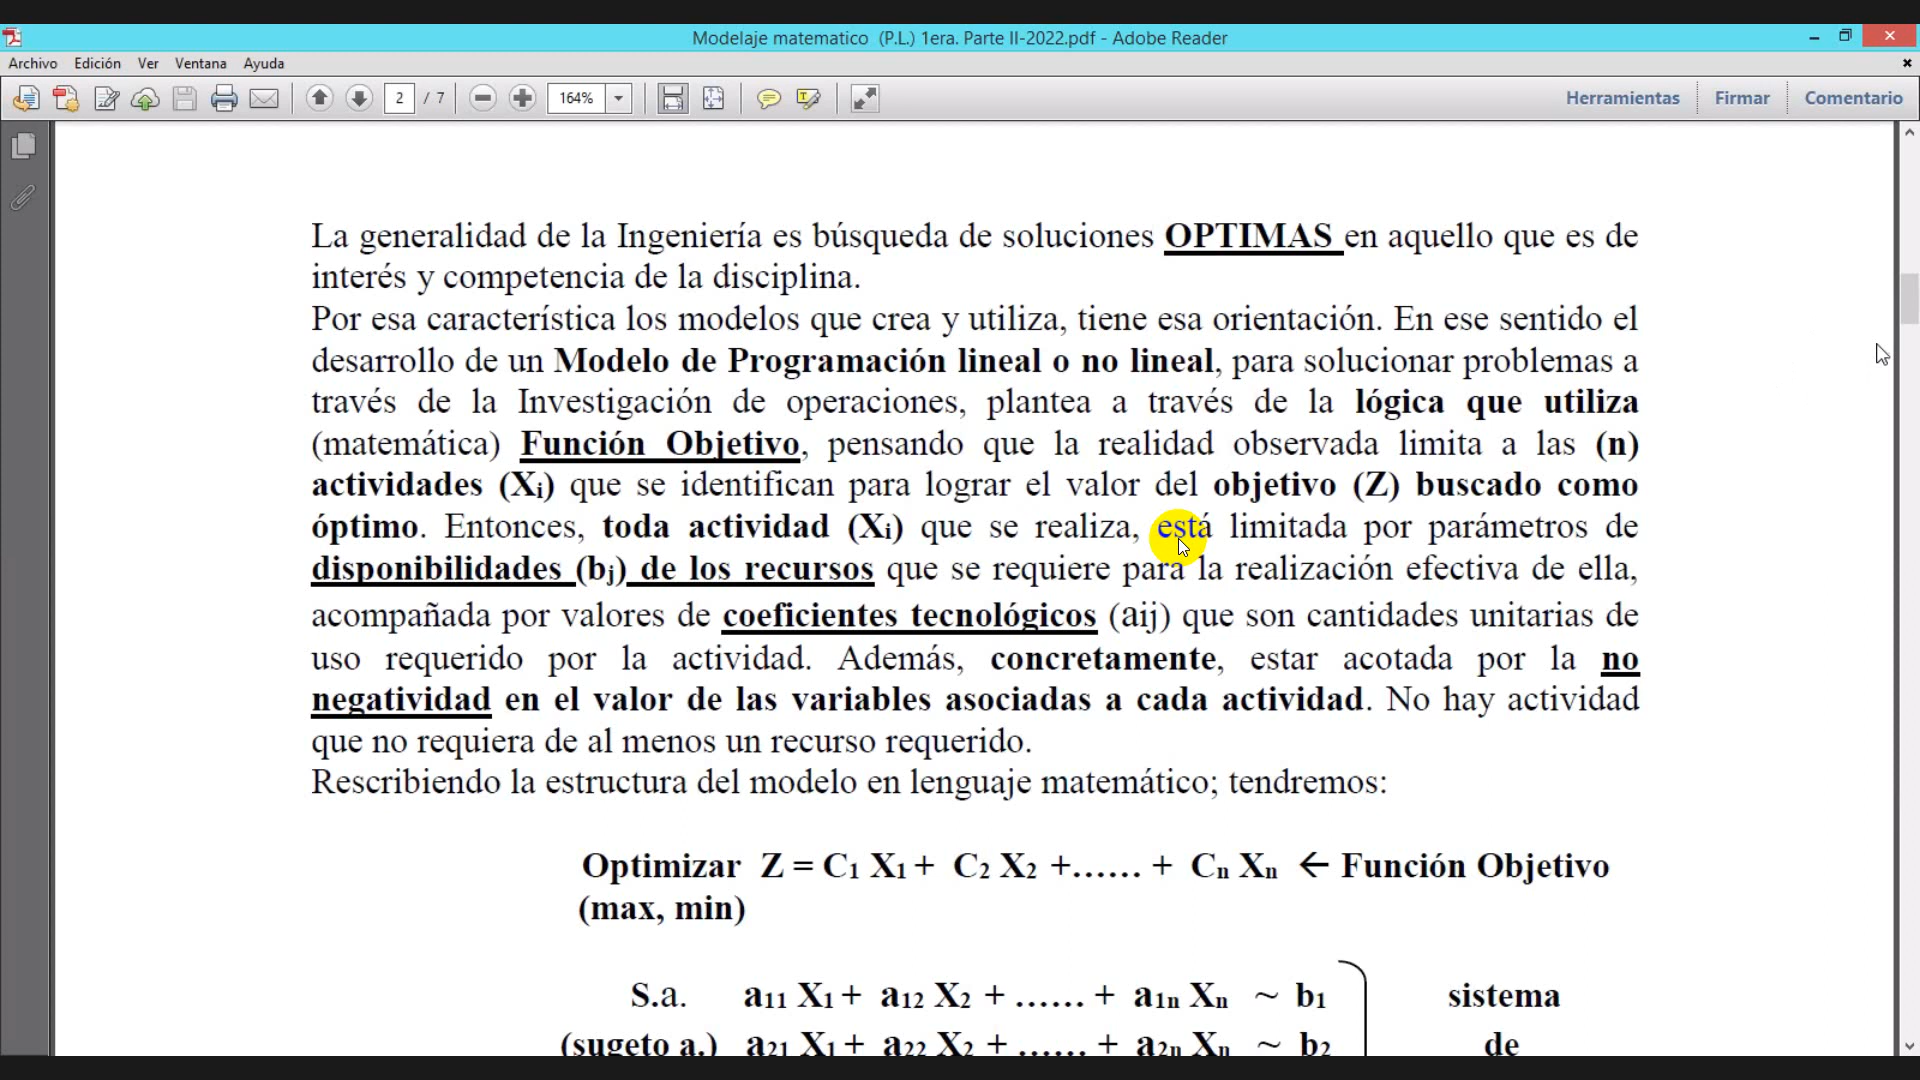 Modelaje matematico (P.L.) 1era. Parte II-2022.pdf - Adobe Reader
Archivo Edición Ver Ventana Ayuda
2 / 7 164% Herramientas Firmar Comentario
La generalidad de la Ingeniería es búsqueda de soluciones OPTIMAS en aquello que es de
interés y competencia de la disciplina.
Por esa característica los modelos que crea y utiliza, tiene esa orientación. En ese sentido el
desarrollo de un Modelo de Programación lineal o no lineal, para solucionar problemas a
través de la Investigación de operaciones, plantea a través de la lógica que utiliza
(matemática) Función Objetivo, pensando que la realidad observada limita a las (n)
actividades (Xi) que se identifican para lograr el valor del objetivo (Z) buscado como
óptimo. Entonces, toda actividad (Xi) que se realiza, está limitada por parámetros de
disponibilidades (bj) de los recursos que se requiere para la realización efectiva de ella,
acompañada por valores de coeficientes tecnológicos (aij) que son cantidades unitarias de
uso requerido por la actividad. Además, concretamente, estar acotada por la no
negatividad en el valor de las variables asociadas a cada actividad. No hay actividad
que no requiera de al menos un recurso requerido.
Rescribiendo la estructura del modelo en lenguaje matemático; tendremos:
Optimizar Z = C1 X1 + C2 X2 +...... + Cn Xn ← Función Objetivo
(max, min)
S.a. a11 X1 + a12 X2 + ...... + a1n Xn ~ b1 sistema
(sugeto a.) a21 X1 + a22 X2 + ...... + a2n Xn ~ b2 de